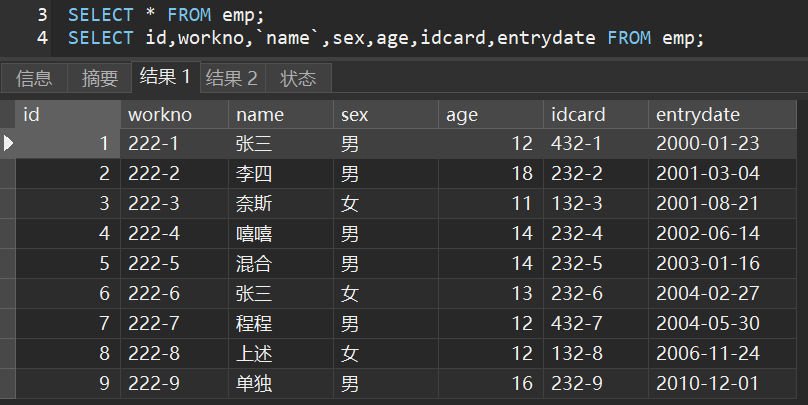 3 SELECT * FROM emp;
4 SELECT id,workno,`name`,sex,age,idcard,entrydate FROM emp;
信息 摘要 结果 1 结果 2 状态
id workno name sex age idcard entrydate
1 222-1 张三 男 12 432-1 2000-01-23
2 222-2 李四 男 18 232-2 2001-03-04
3 222-3 奈斯 女 11 132-3 2001-08-21
4 222-4 嘻嘻 男 14 232-4 2002-06-14
5 222-5 混合 男 14 232-5 2003-01-16
6 222-6 张三 女 13 232-6 2004-02-27
7 222-7 程程 男 12 432-7 2004-05-30
8 222-8 上述 女 12 132-8 2006-11-24
9 222-9 单独 男 16 232-9 2010-12-01